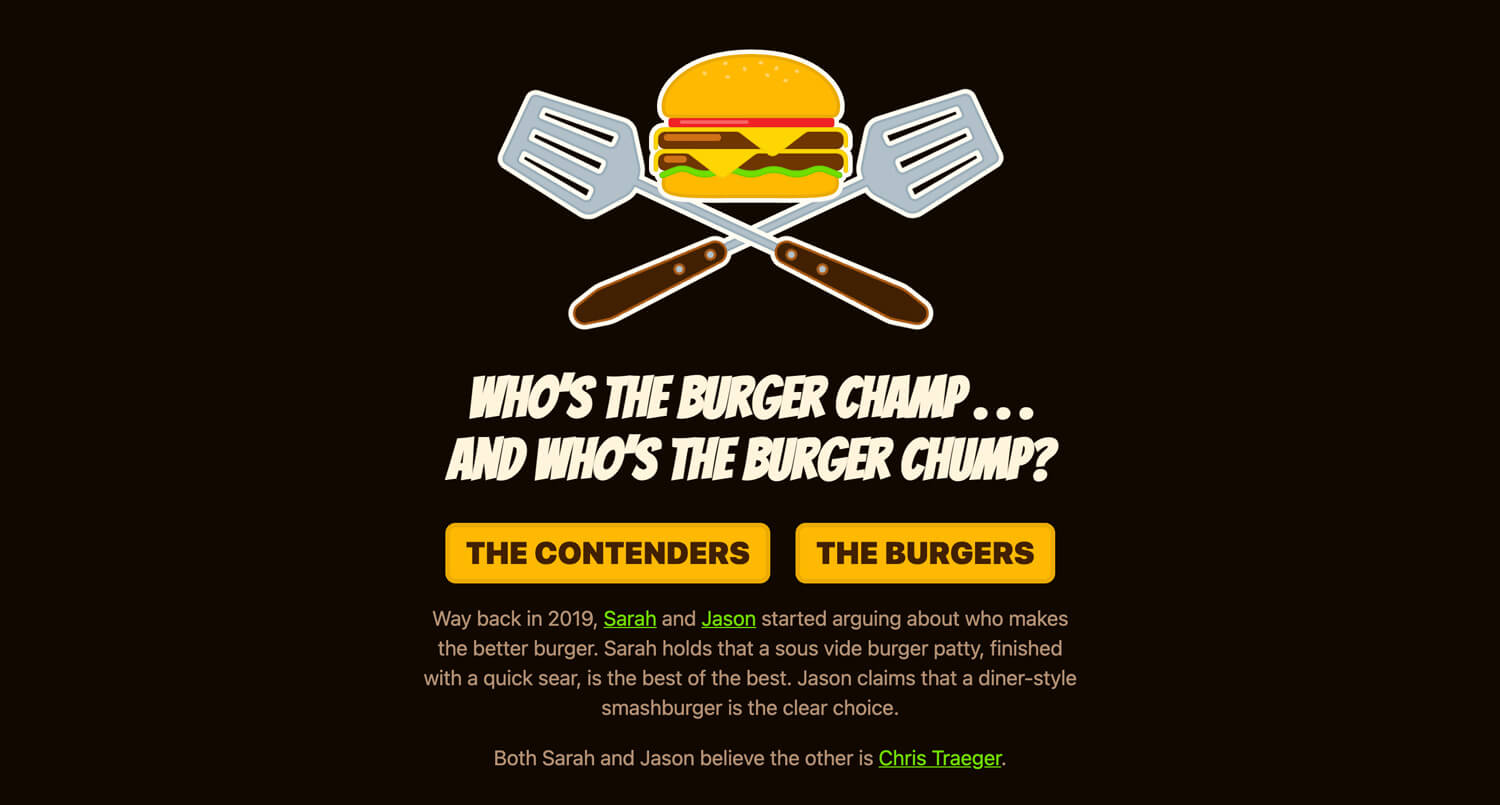 WHO'S THE BURGER CHAMP...
AND WHO'S THE BURGER CHUMP?
THE CONTENDERS
THE BURGERS
Way back in 2019, Sarah and Jason started arguing about who makes
the better burger. Sarah holds that a sous vide burger patty, finished
with a quick sear, is the best of the best. Jason claims that a diner-style
smashburger is the clear choice.
Both Sarah and Jason believe the other is Chris Traeger.